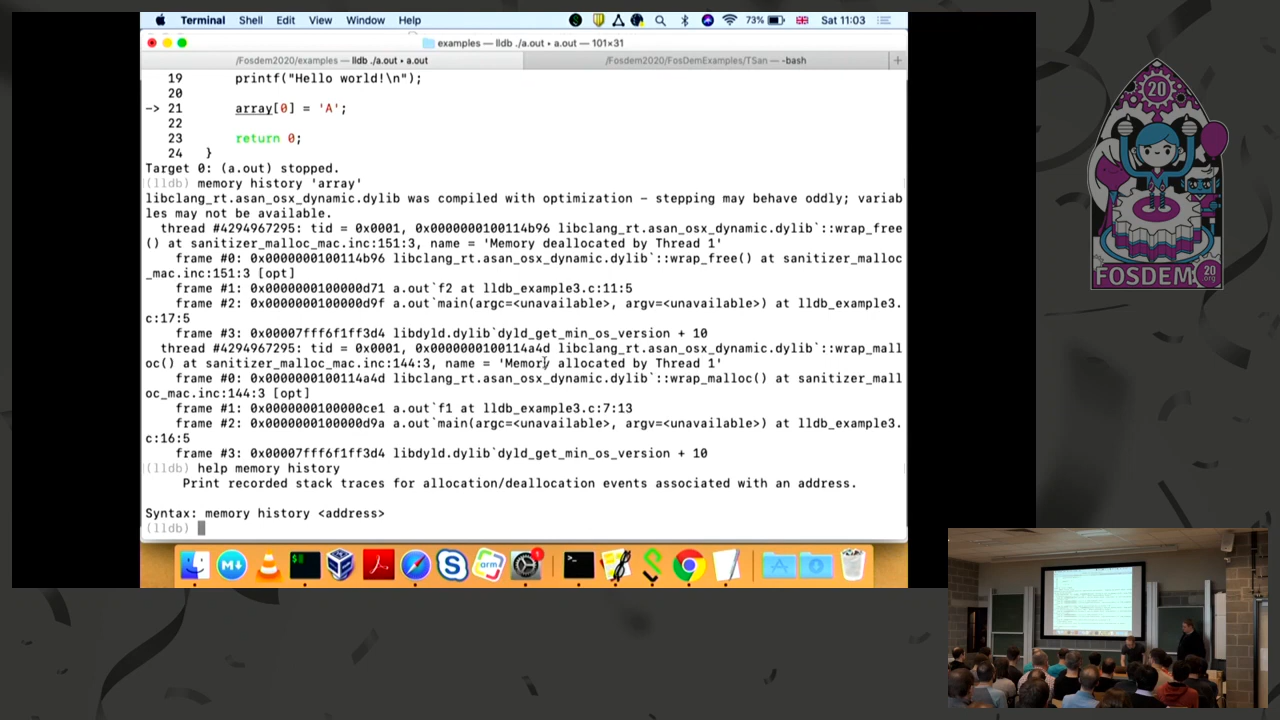 Terminal Shell Edit View Window Help 73% Sat 11:03
examples — lldb ./a.out • a.out — 101×31
/Fosdem2020/examples — lldb ./a.out • a.out
/Fosdem2020/FosDemExamples/TSan — -bash
19 printf("Hello world!\n");
20
-> 21 array[0] = 'A';
22
23 return 0;
24 }
Target 0: (a.out) stopped.
(lldb) memory history 'array'
libclang_rt.asan_osx_dynamic.dylib was compiled with optimization - stepping may behave oddly; variab
les may not be available.
thread #4294967295: tid = 0x0001, 0x0000000100114b96 libclang_rt.asan_osx_dynamic.dylib`::wrap_free
() at sanitizer_malloc_mac.inc:151:3, name = 'Memory deallocated by Thread 1'
frame #0: 0x0000000100114b96 libclang_rt.asan_osx_dynamic.dylib`::wrap_free() at sanitizer_malloc
_mac.inc:151:3 [opt]
frame #1: 0x0000000100000d71 a.out`f2 at lldb_example3.c:11:5
frame #2: 0x0000000100000d9f a.out`main(argc=<unavailable>, argv=<unavailable>) at lldb_example3.
c:17:5
frame #3: 0x00007fff6f1ff3d4 libdyld.dylib`dyld_get_min_os_version + 10
thread #4294967295: tid = 0x0001, 0x0000000100114a4d libclang_rt.asan_osx_dynamic.dylib`::wrap_mall
oc() at sanitizer_malloc_mac.inc:144:3, name = 'Memory allocated by Thread 1'
frame #0: 0x0000000100114a4d libclang_rt.asan_osx_dynamic.dylib`::wrap_malloc() at sanitizer_mall
oc_mac.inc:144:3 [opt]
frame #1: 0x0000000100000ce1 a.out`f1 at lldb_example3.c:7:13
frame #2: 0x0000000100000d9a a.out`main(argc=<unavailable>, argv=<unavailable>) at lldb_example3.
c:16:5
frame #3: 0x00007fff6f1ff3d4 libdyld.dylib`dyld_get_min_os_version + 10
(lldb) help memory history
Print recorded stack traces for allocation/deallocation events associated with an address.
Syntax: memory history <address>
(lldb)
M↓
arm
1
20
FOSDEM 20
.org